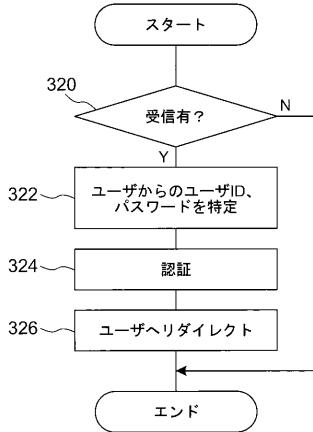 スタート
320
受信有？
N
Y
322
ユーザからのユーザID、
パスワードを特定
324
認証
326
ユーザへリダイレクト
エンド